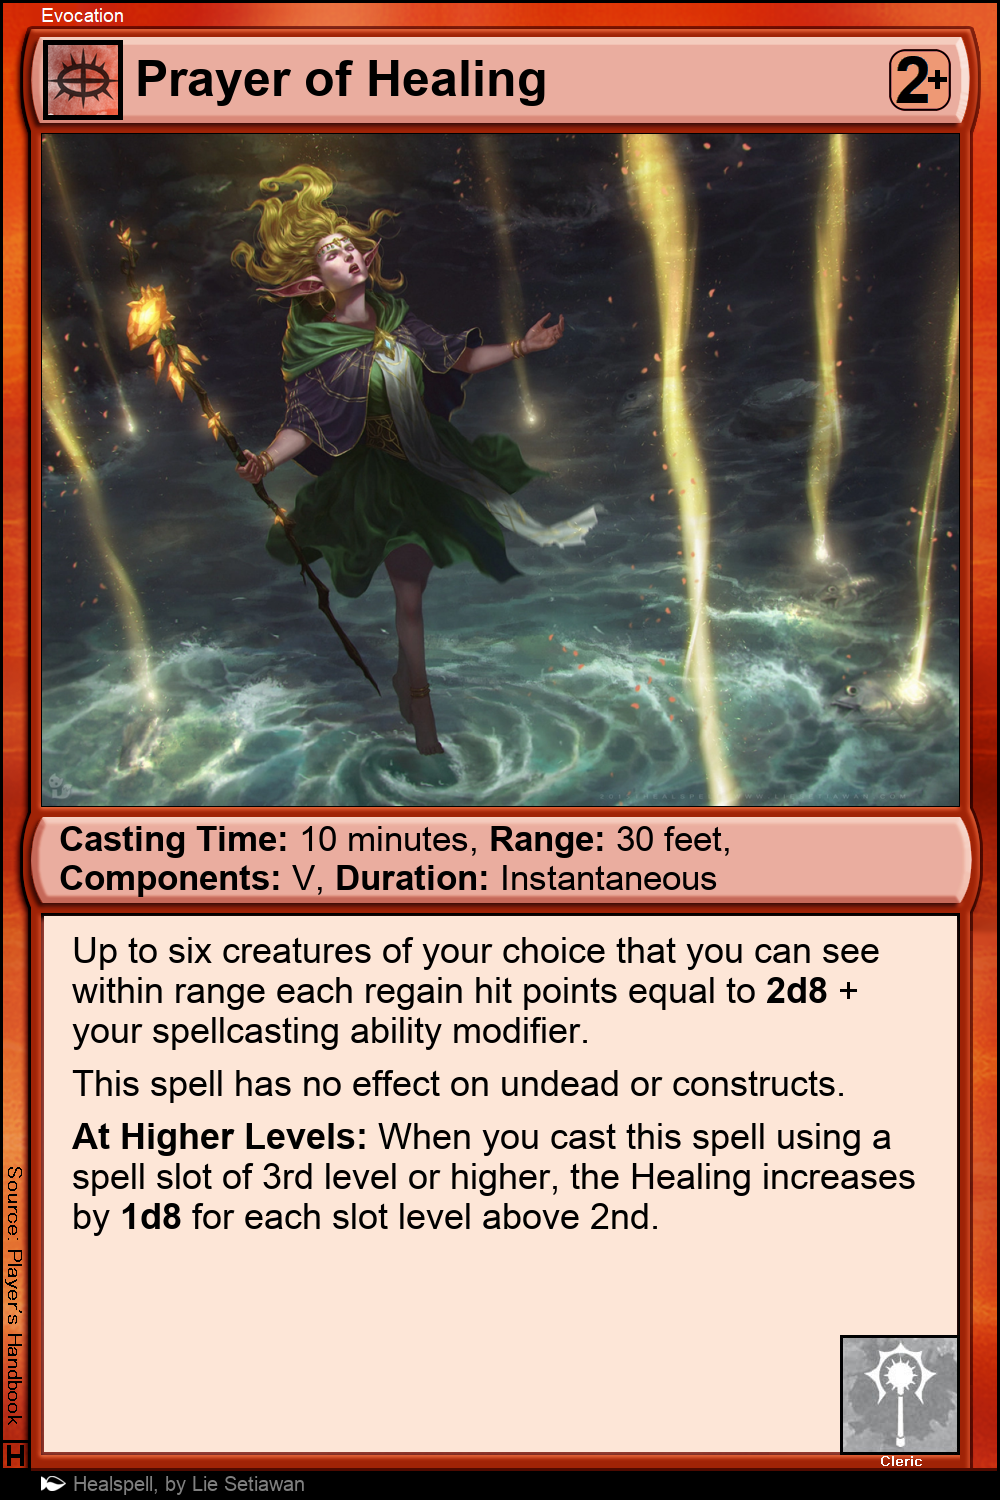 Evocation
Prayer of Healing
2+
Casting Time: 10 minutes, Range: 30 feet,
Components: V, Duration: Instantaneous
Up to six creatures of your choice that you can see
within range each regain hit points equal to 2d8 +
your spellcasting ability modifier.
This spell has no effect on undead or constructs.
At Higher Levels: When you cast this spell using a
spell slot of 3rd level or higher, the Healing increases
by 1d8 for each slot level above 2nd.
Source: Player's Handbook
H
Cleric
Healspell, by Lie Setiawan